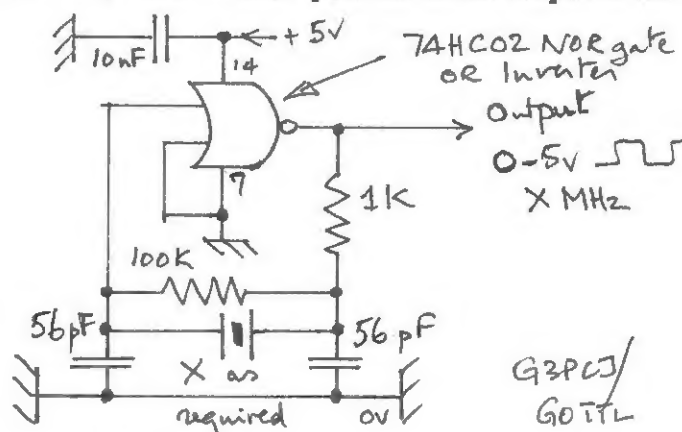 +5v
10nF
14
74HC02 NOR gate
OR Inverter
Output
0-5v
X MHz
7
1K
100K
56pF
56 pF
X as
required
0V
G3PCJ/
G0ITL